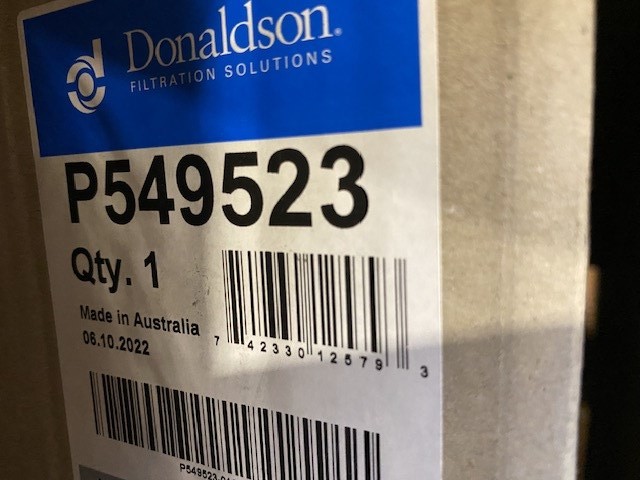 Donaldson®
FILTRATION SOLUTIONS
P549523
Qty. 1
Made in Australia
06.10.2022
7 42330 12579 3